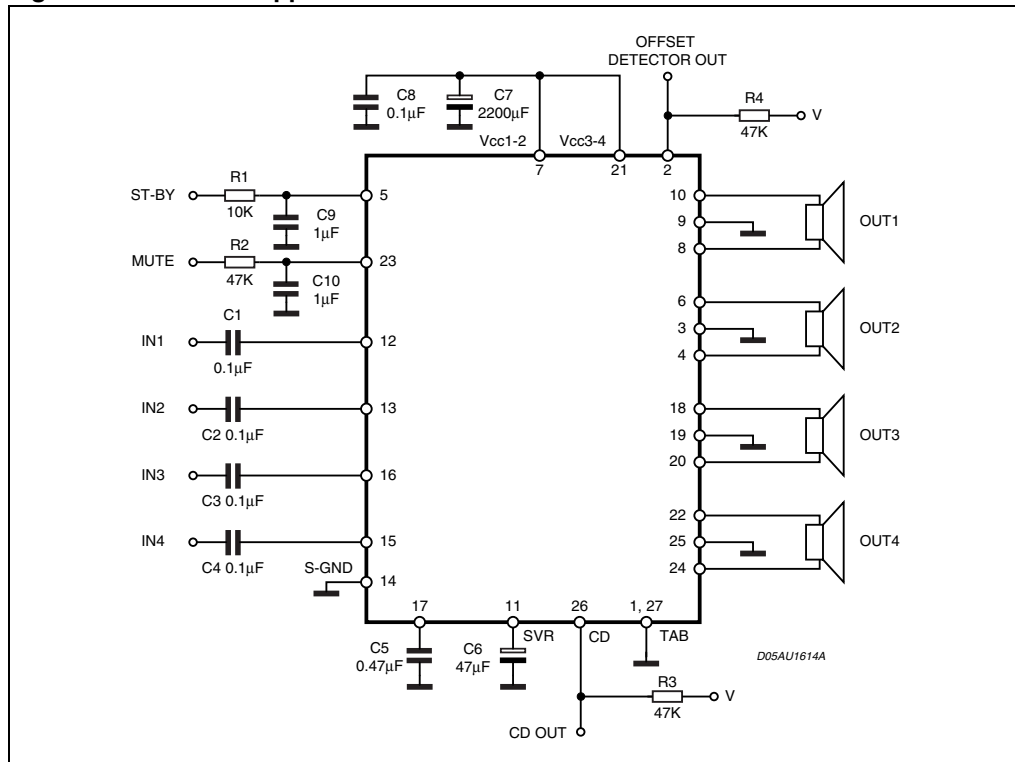 OFFSET
DETECTOR OUT
C8
0.1μF
C7
2200μF
R4
47K
V
Vcc1-2
Vcc3-4
7
21
2
ST-BY
R1
10K
5
C9
1μF
MUTE
R2
47K
23
C10
1μF
IN1
C1
0.1μF
12
IN2
C2 0.1μF
13
IN3
C3 0.1μF
16
IN4
C4 0.1μF
15
S-GND
14
10
9
8
OUT1
6
3
4
OUT2
18
19
20
OUT3
22
25
24
OUT4
17
11
26
1, 27
SVR
CD
TAB
C5
0.47μF
C6
47μF
D05AU1614A
R3
47K
V
CD OUT